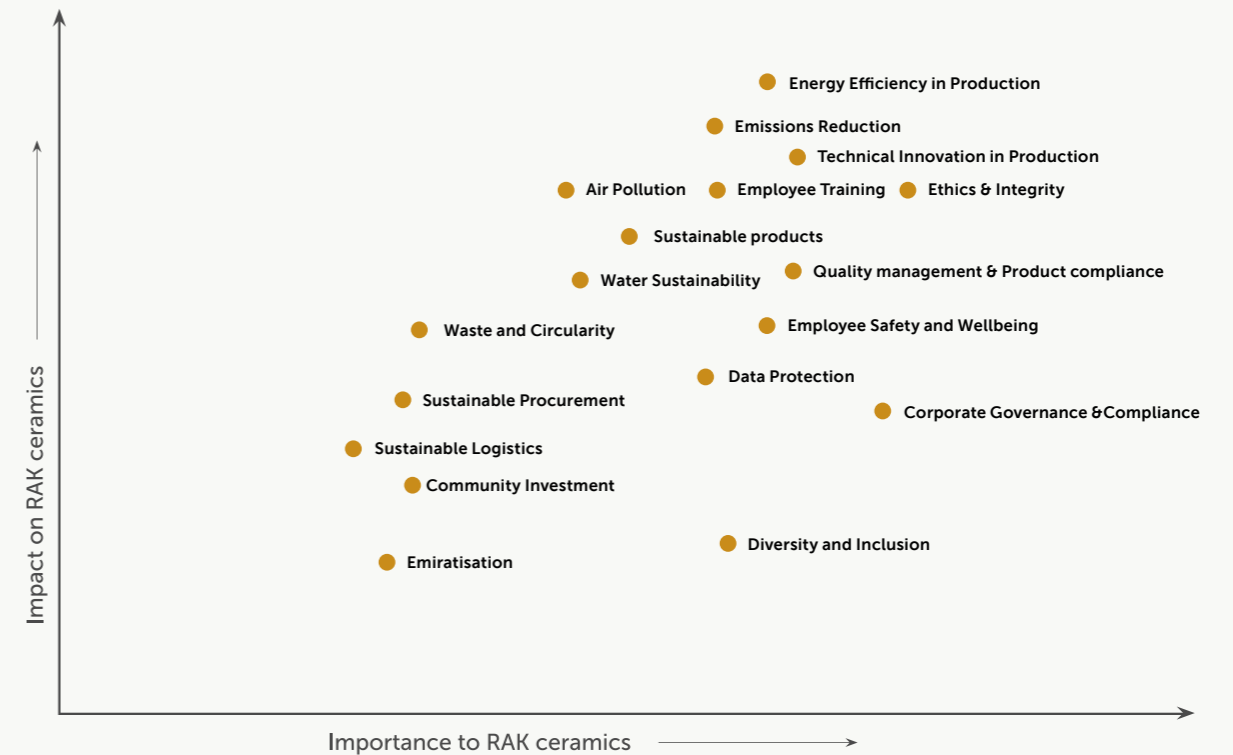 Energy Efficiency in Production
Emissions Reduction
Technical Innovation in Production
Air Pollution
Employee Training
Ethics & Integrity
Sustainable products
Quality management & Product compliance
Water Sustainability
Employee Safety and Wellbeing
Waste and Circularity
Data Protection
Sustainable Procurement
Corporate Governance &Compliance
Sustainable Logistics
Community Investment
Diversity and Inclusion
Emiratisation
Impact on RAK ceramics
Importance to RAK ceramics